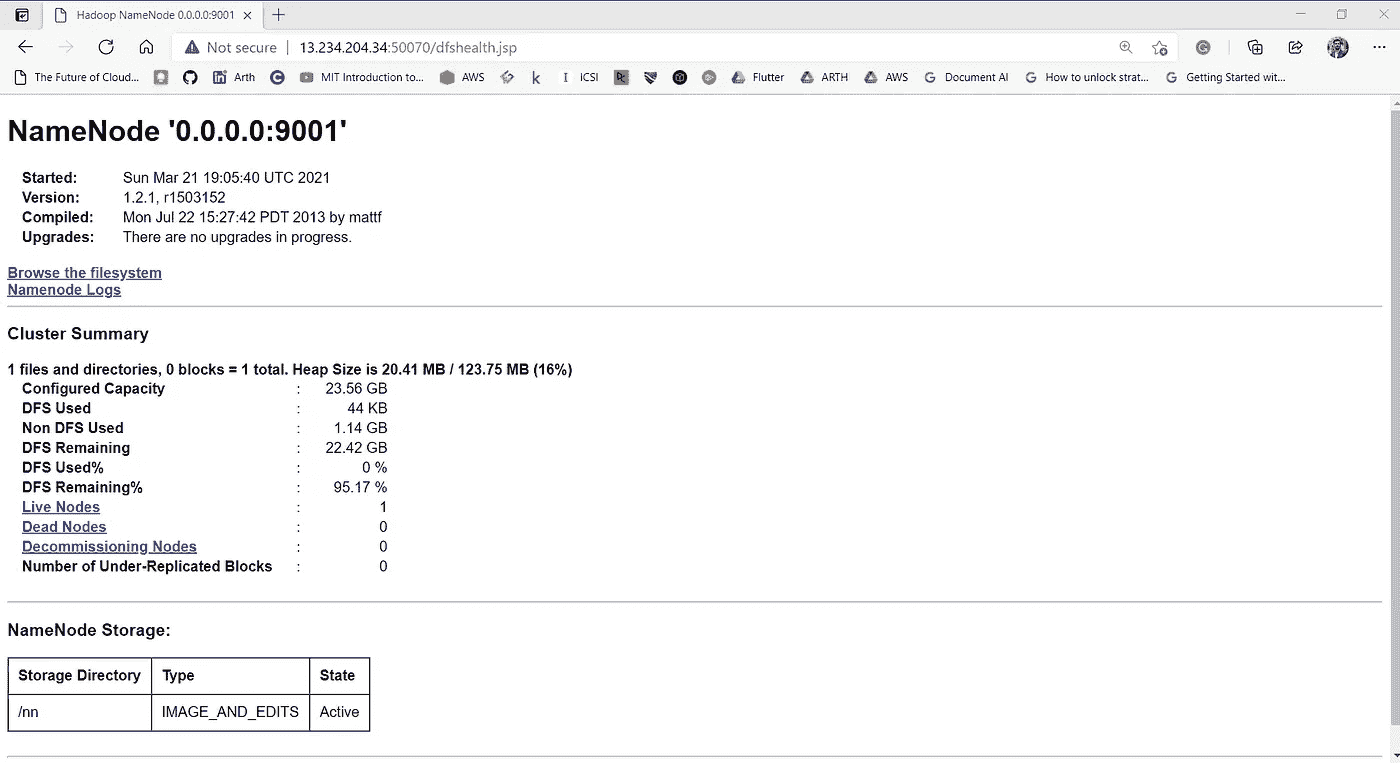 Hadoop NameNode 0.0.0.0:9001
Not secure 13.234.204.34:50070/dfshealth.jsp
The Future of Cloud... Arth MIT Introduction to... AWS k ICSI Flutter ARTH AWS Document AI How to unlock strat... Getting Started wit...
NameNode '0.0.0.0:9001'
Started: Sun Mar 21 19:05:40 UTC 2021
Version: 1.2.1, r1503152
Compiled: Mon Jul 22 15:27:42 PDT 2013 by mattf
Upgrades: There are no upgrades in progress.
Browse the filesystem
Namenode Logs
Cluster Summary
1 files and directories, 0 blocks = 1 total. Heap Size is 20.41 MB / 123.75 MB (16%)
Configured Capacity : 23.56 GB
DFS Used : 44 KB
Non DFS Used : 1.14 GB
DFS Remaining : 22.42 GB
DFS Used% : 0 %
DFS Remaining% : 95.17 %
Live Nodes : 1
Dead Nodes : 0
Decommissioning Nodes : 0
Number of Under-Replicated Blocks : 0
NameNode Storage:
Storage Directory Type State
/nn IMAGE_AND_EDITS Active